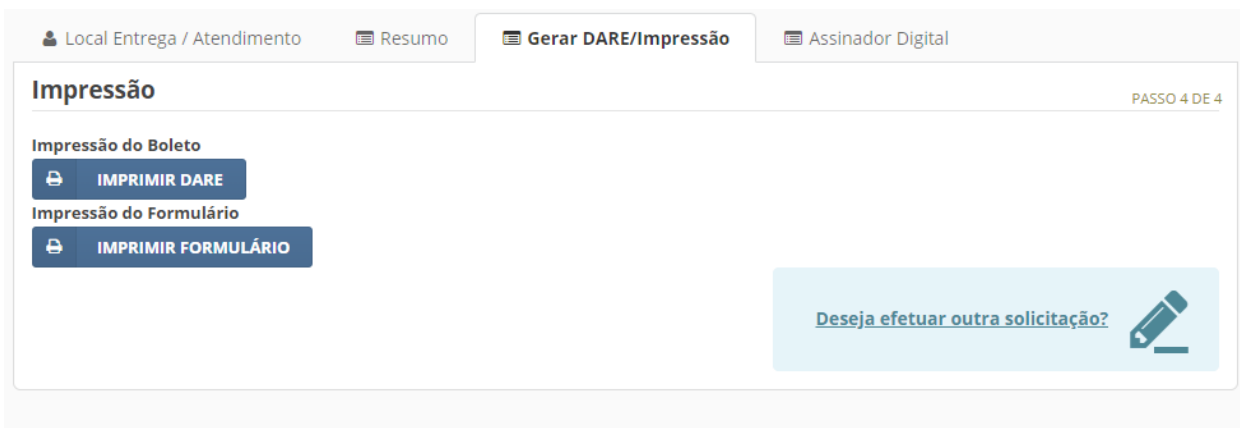 Local Entrega / Atendimento Resumo Gerar DARE/Impressão Assinador Digital
Impressão
PASSO 4 DE 4
Impressão do Boleto
IMPRIMIR DARE
Impressão do Formulário
IMPRIMIR FORMULÁRIO
Deseja efetuar outra solicitação?